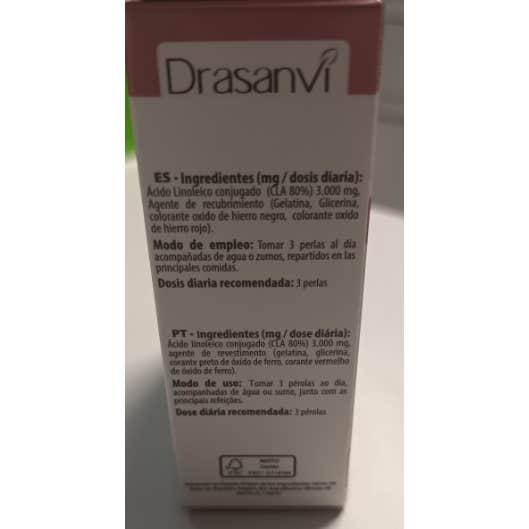 Drasanvi
ES • Ingredientes (mg / dosis diaria):
Ácido Linoleico conjugado (CLA 80%) 3.000 mg,
Agente de recubrimiento (Gelatina, Glicerina,
colorante oxido de hierro negro, colorante oxido
de hierro rojo).
Modo de empleo: Tomar 3 perlas al día
acompañadas de agua o zumos, repartidos en las
principales comidas.
Dosis diaria recomendada: 3 perlas
PT • Ingredientes (mg / dose diária):
Ácido linoleico conjugado (CLA 80%) 3.000 mg,
agente de revestimento (gelatina, glicerina,
corante preto de óxido de ferro, corante vermelho
de óxido de ferro).
Modo de uso: Tomar 3 pérolas ao dia,
acompanhadas de água ou sumo, junto com as
principais refeições.
Dose diária recomendada: 3 pérolas
FSC